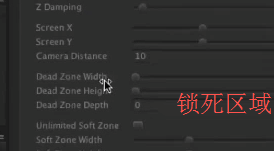 Z Damping
Screen X
Screen Y
Camera Distance 10
Dead Zone Width
Dead Zone Height
Dead Zone Depth 0
锁死区域
Unlimited Soft Zone
Soft Zone Width